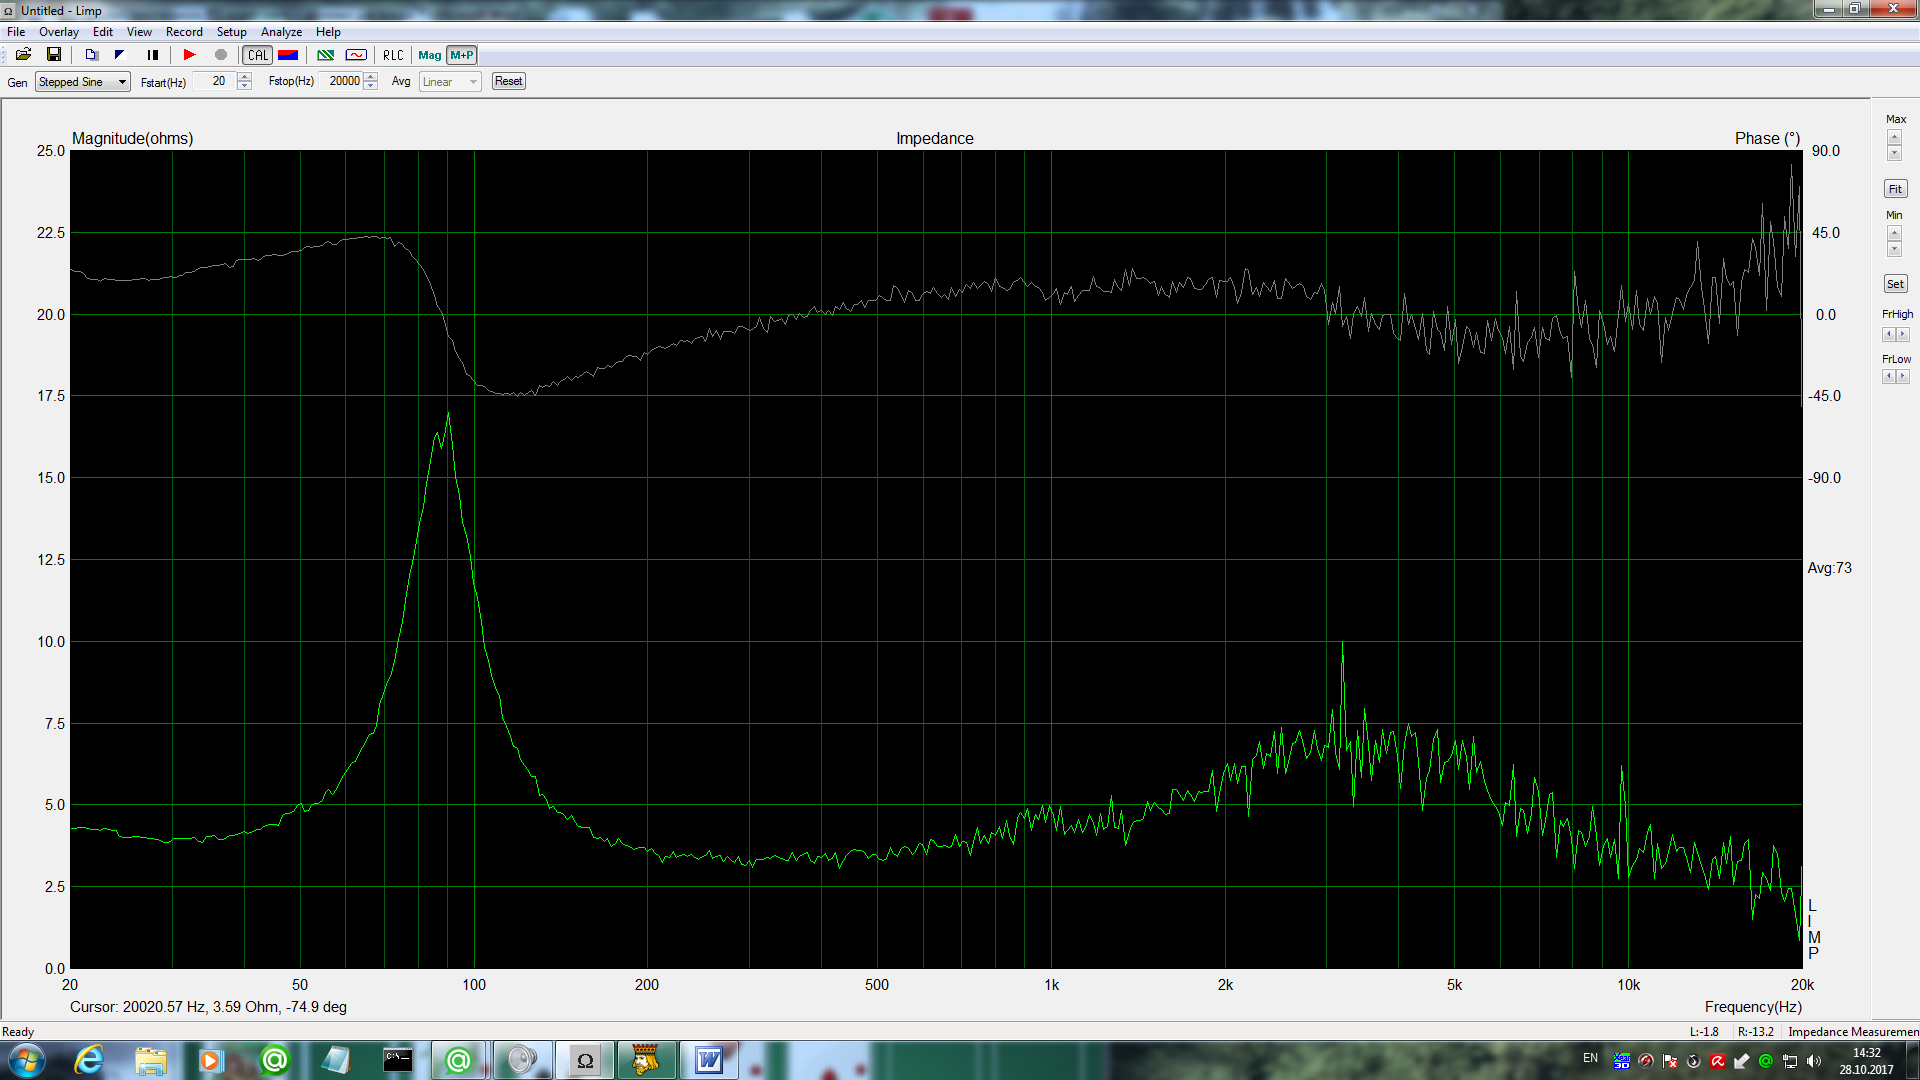 Untitled - Limp
File Overlay Edit View Record Setup Analyze Help
CAL RLC Mag M+P
Gen Stepped Sine Fstart(Hz) 20 Fstop(Hz) 20000 Avg Linear Reset
Magnitude(ohms) Impedance Phase (°)
25.0 22.5 20.0 17.5 15.0 12.5 10.0 7.5 5.0 2.5 0.0
90.0 45.0 0.0 -45.0 -90.0
Avg:73
LIMP
20 50 100 200 500 1k 2k 5k 10k 20k
Cursor: 20020.57 Hz, 3.59 Ohm, -74.9 deg Frequency(Hz)
Max
Fit
Min
Set
FrHigh
FrLow
Ready L:-1.8 R:-13.2 Impedance Measuremen
EN 14:32
28.10.2017